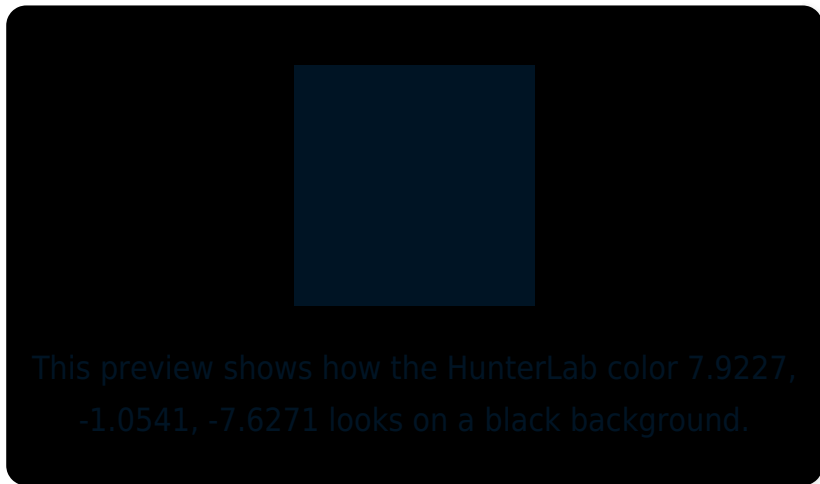 This preview shows how the HunterLab color 7.9227,
-1.0541, -7.6271 looks on a black background.